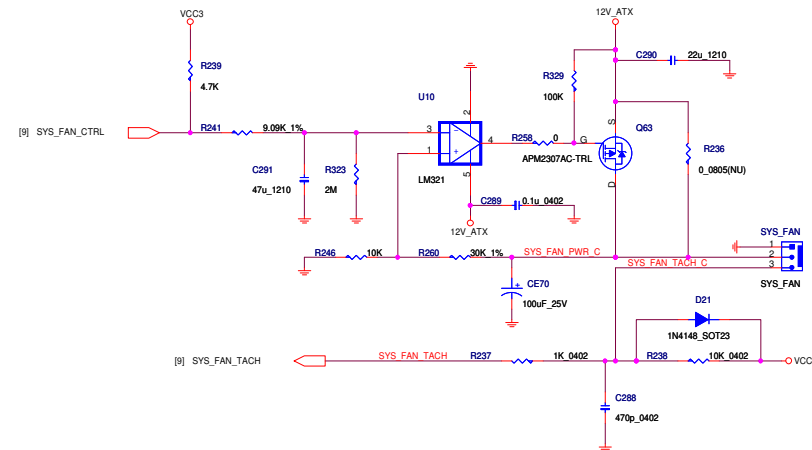 VCC3
12V_ATX
R239
4.7K
C290
22u_1210
R329
100K
U10
[9] SYS_FAN_CTRL
R241
9.09K_1%
3
1
2
4
5
LM321
R258
0
G
S
D
Q63
APM2307AC-TRL
R236
0_0805(NU)
C291
47u_1210
R323
2M
C289
0.1u_0402
12V_ATX
R246
10K
R260
30K_1%
SYS_FAN_PWR_C
SYS_FAN_TACH_C
SYS_FAN
1
2
3
SYS_FAN
CE70
100uF_25V
D21
1N4148_SOT23
[9] SYS_FAN_TACH
SYS_FAN_TACH
R237
1K_0402
R238
10K_0402
VCC
C288
470p_0402